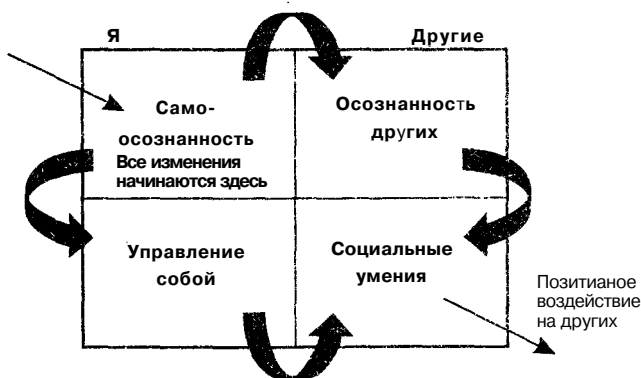 Я
Другие
Само-
осознанность
Все изменения
начинаются здесь
Осознанность
других
Управление
собой
Социальные
умения
Позитианое
воздействие
на других